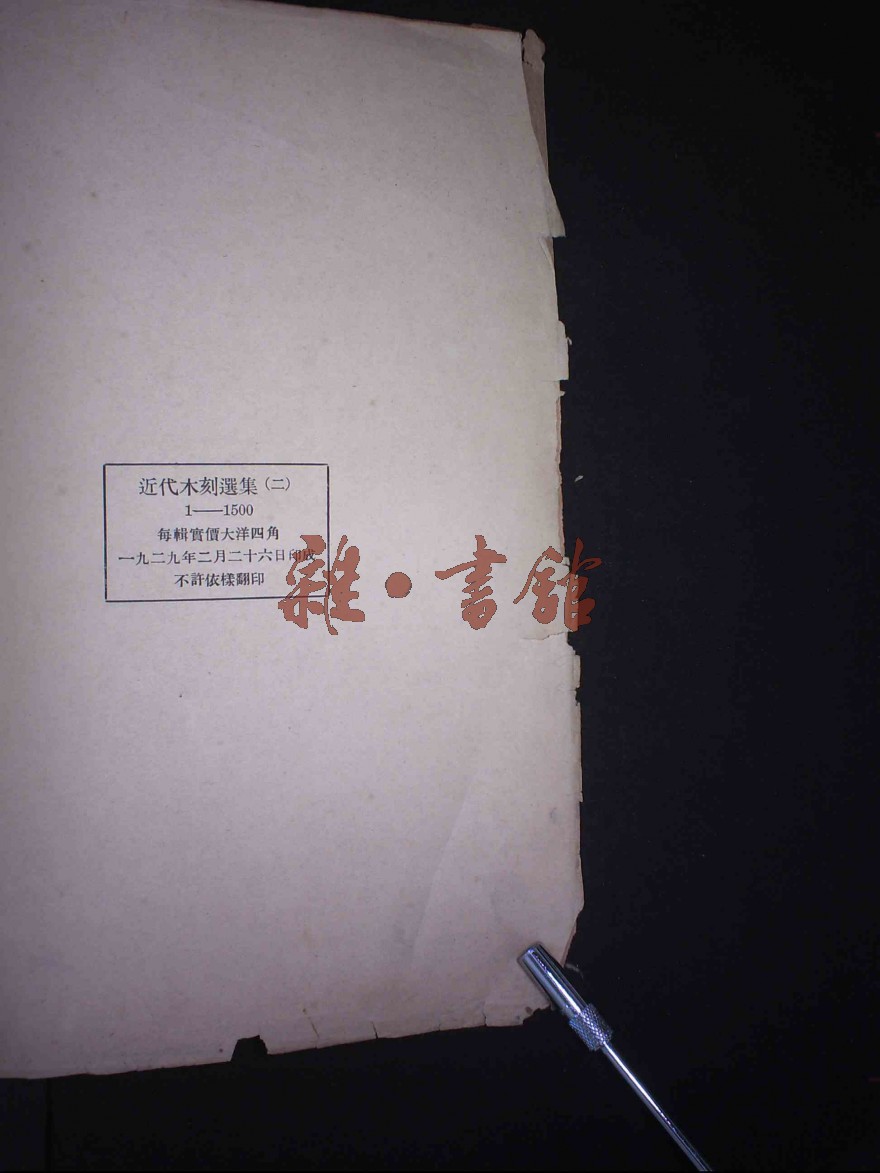 近代木刻選集(二)
1——1500
每輯實價大洋四角
一九二九年二月二十六日印成
不許依樣翻印
雜·書館